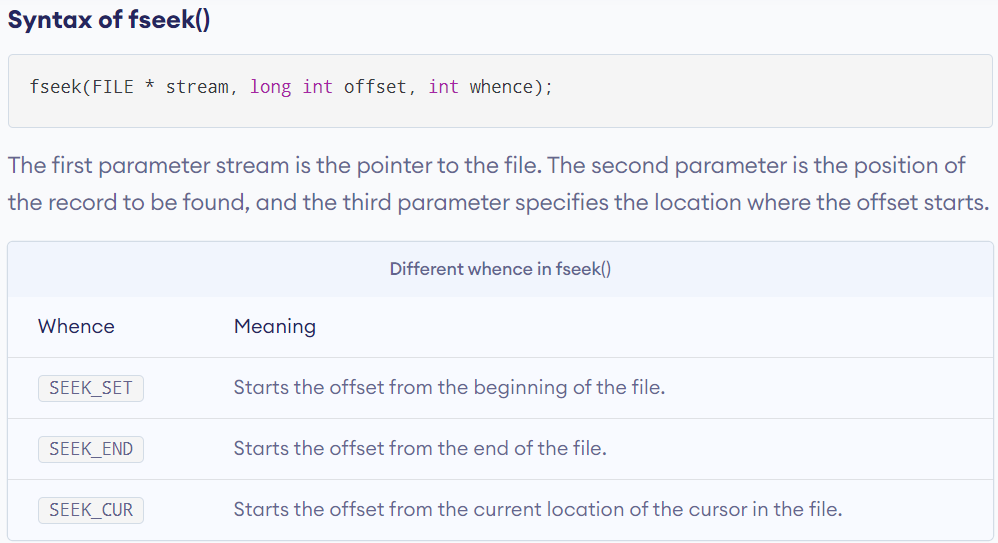 Syntax of fseek()
fseek(FILE * stream, long int offset, int whence);
The first parameter stream is the pointer to the file. The second parameter is the position of
the record to be found, and the third parameter specifies the location where the offset starts.
Different whence in fseek()
Whence Meaning
SEEK_SET Starts the offset from the beginning of the file.
SEEK_END Starts the offset from the end of the file.
SEEK_CUR Starts the offset from the current location of the cursor in the file.